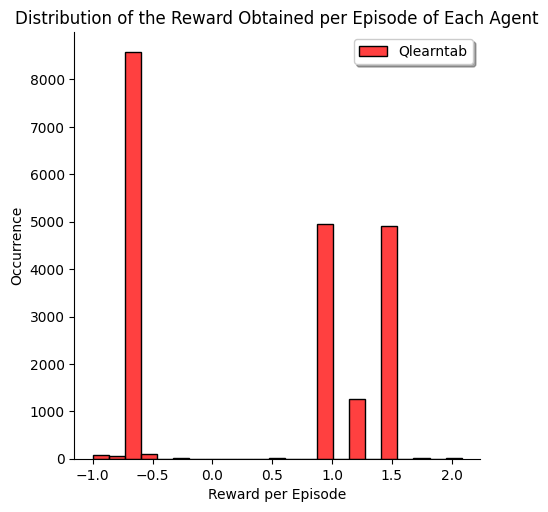 Distribution of the Reward Obtained per Episode of Each Agent
Qlearntab
8000
7000
6000
5000
4000
3000
2000
1000
0
Occurrence
−1.0 −0.5 0.0 0.5 1.0 1.5 2.0
Reward per Episode